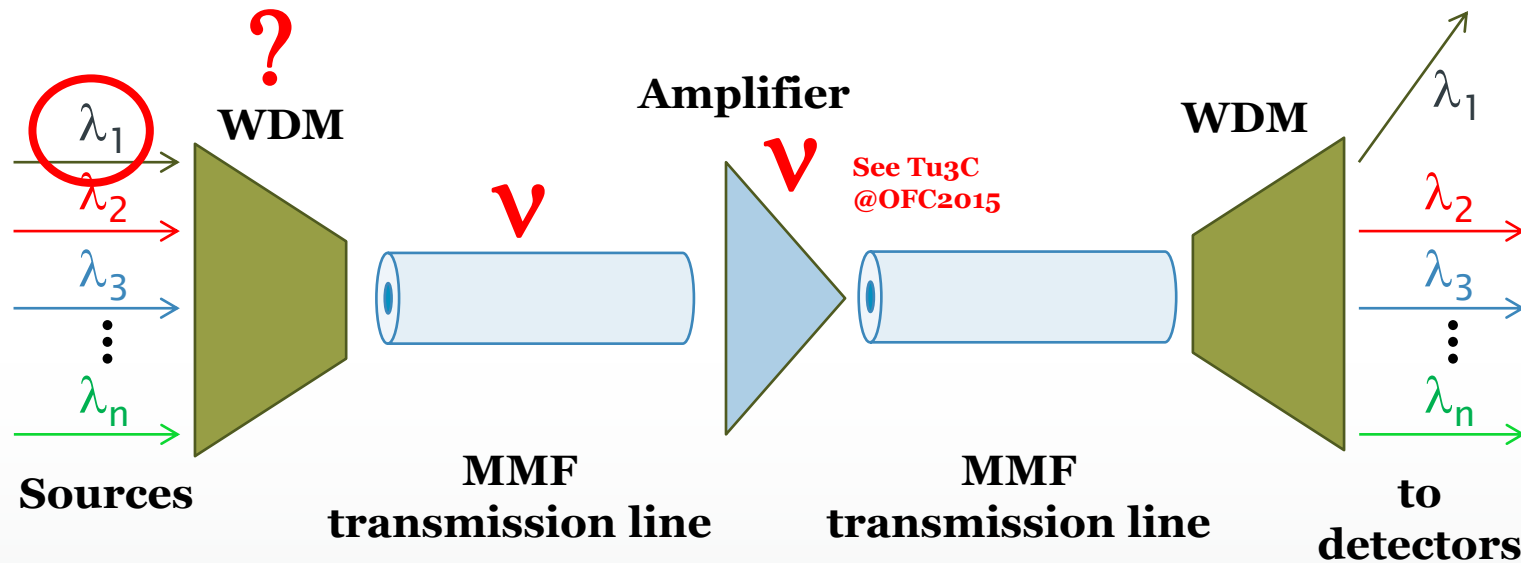 ?
WDM
λ1
λ2
λ3
⋮
λn
Sources
ν
MMF
transmission line
Amplifier
ν
See Tu3C
@OFC2015
MMF
transmission line
WDM
λ1
λ2
λ3
⋮
λn
to
detectors